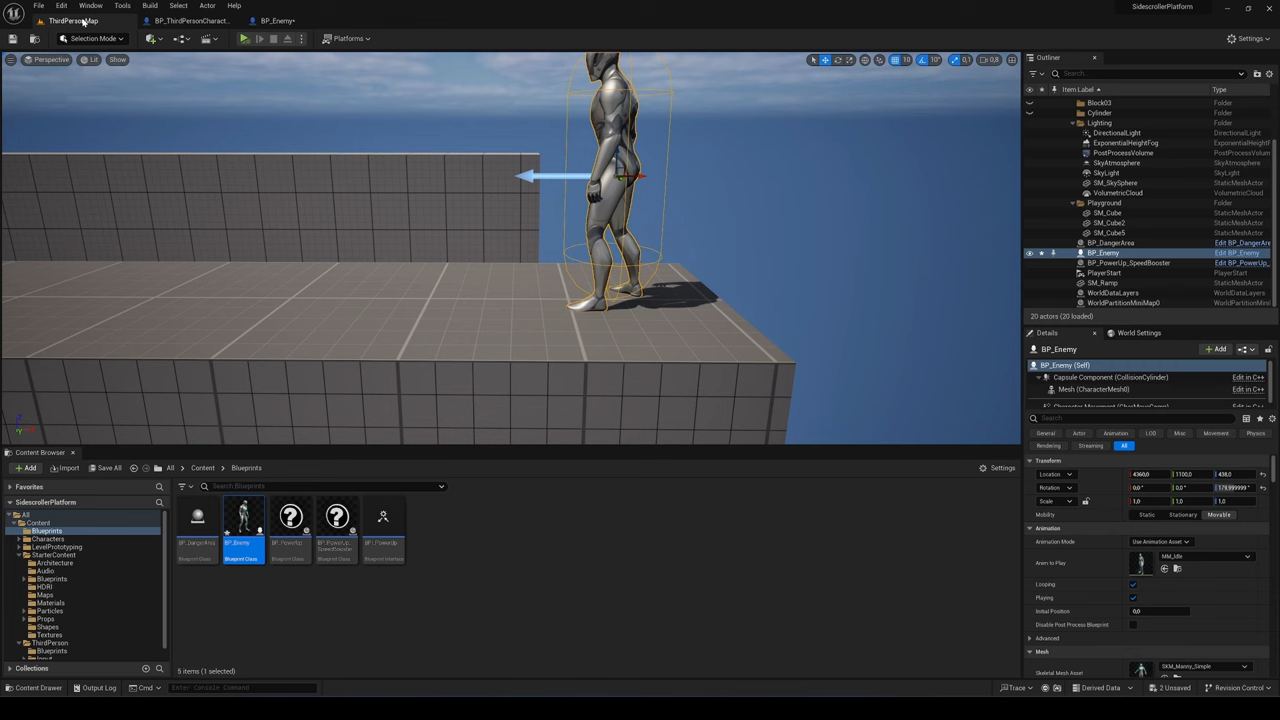 File Edit Window Tools Build Select Actor Help
SidescrollerPlatform
ThirdPersonMap BP_ThirdPersonCharact... BP_Enemy*
Selection Mode Platforms Settings
Perspective Lit Show 10 10° 0,1 0,8
Outliner
Search...
Item Label Type
Block03 Folder
Cylinder Folder
Lighting Folder
DirectionalLight DirectionalLight
ExponentialHeightFog ExponentialHeightF
PostProcessVolume PostProcessVolum
SkyAtmosphere SkyAtmosphere
SkyLight SkyLight
SM_SkySphere StaticMeshActor
VolumetricCloud VolumetricCloud
Playground Folder
SM_Cube StaticMeshActor
SM_Cube2 StaticMeshActor
SM_Cube5 StaticMeshActor
BP_DangerArea Edit BP_DangerAre
BP_Enemy Edit BP_Enemy
BP_PowerUp_SpeedBooster Edit BP_PowerUp_
PlayerStart PlayerStart
SM_Ramp StaticMeshActor
WorldDataLayers WorldDataLayers
WorldPartitionMiniMap0 WorldPartitionMini
20 actors (20 loaded)
Details World Settings
BP_Enemy Add
BP_Enemy (Self)
Capsule Component (CollisionCylinder) Edit in C++
Mesh (CharacterMesh0) Edit in C++
Character Movement (CharMoveComp) Edit in C++
Search
General Actor Animation LOD Misc Movement Physics
Rendering Streaming All
Transform
Location 4360,0 1100,0 438,0
Rotation 0,0° 0,0° 179,999999°
Scale 1,0 1,0 1,0
Mobility Static Stationary Movable
Animation
Animation Mode Use Animation Asset
Anim to Play MM_Idle
Looping
Playing
Initial Position 0,0
Disable Post Process Blueprint
Advanced
Mesh
Skeletal Mesh Asset SKM_Manny_Simple
Content Browser
Add Import Save All All Content Blueprints Settings
Favorites
Search Blueprints
SidescrollerPlatform
All
Content
Blueprints
Characters
LevelPrototyping
StarterContent
Architecture
Audio
Blueprints
HDRI
Maps
Materials
Particles
Props
Shapes
Textures
ThirdPerson
Blueprints
Input
Collections
BP_DangerArea BP_Enemy BP_PowerUp BP_PowerUp_SpeedBooster
Blueprint Class Blueprint Class Blueprint Class Blueprint Class Blueprint Interface
5 items (1 selected)
Content Drawer Output Log Cmd Enter Console Command Trace Derived Data 2 Unsaved Revision Control